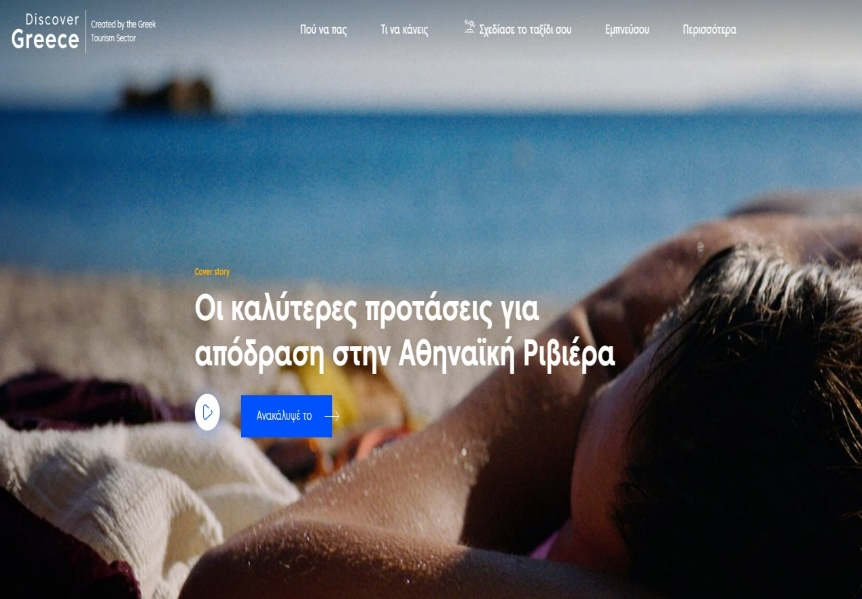 Discover
Greece
Created by the Greek
Tourism Sector
Πού να πας
Τι να κάνεις
Σχεδίασε το ταξίδι σου
Εμπνεύσου
Περισσότερα
Cover story
Οι καλύτερες προτάσεις για
απόδραση στην Αθηναϊκή Ριβιέρα
Ανακάλυψέ το